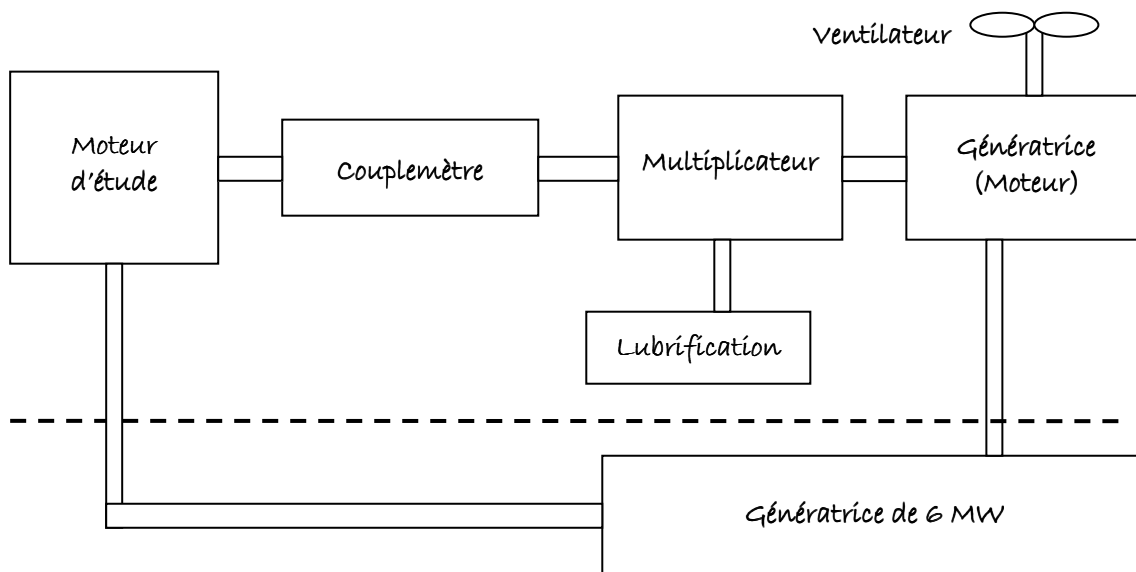 Ventilateur
Moteur
d'étude
Couplemètre
Multiplicateur
Génératrice
(Moteur)
Lubrification
Génératrice de 6 MW